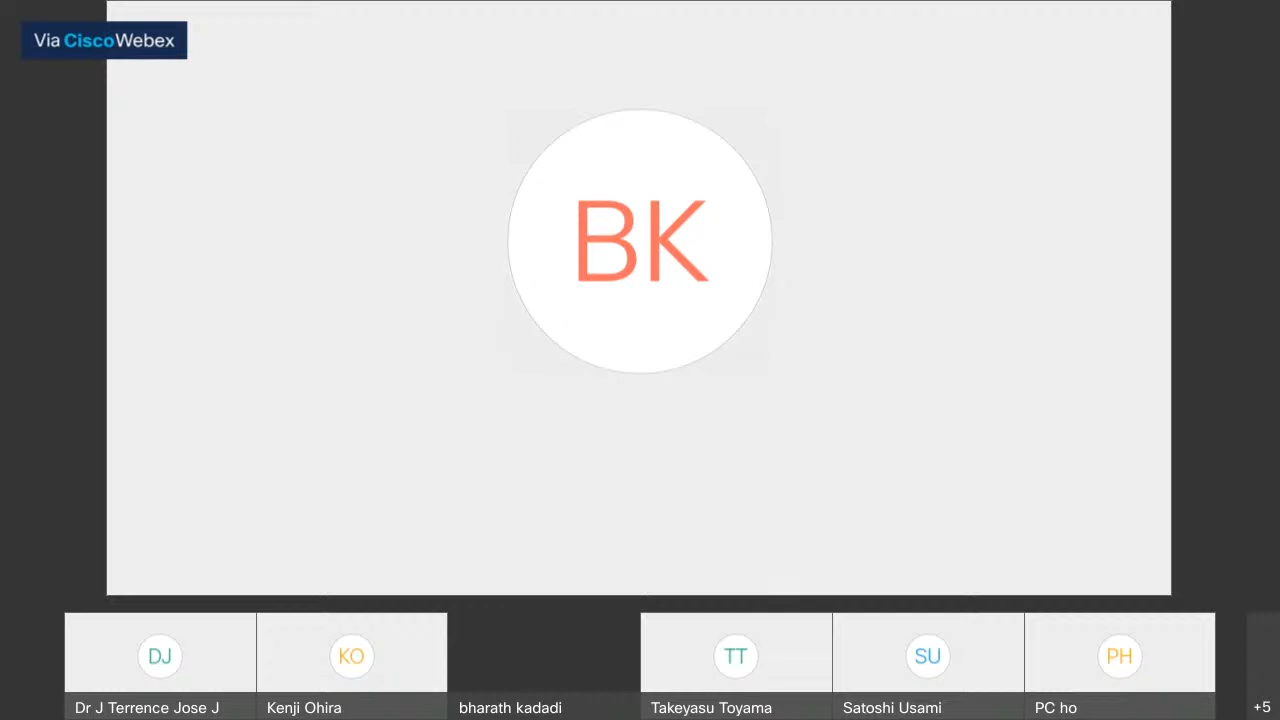 Via CiscoWebex
BK
DJ
KO
TT
SU
PH
Dr J Terrence Jose J
Kenji Ohira
bharath kadadi
Takeyasu Toyama
Satoshi Usami
PC ho
+5